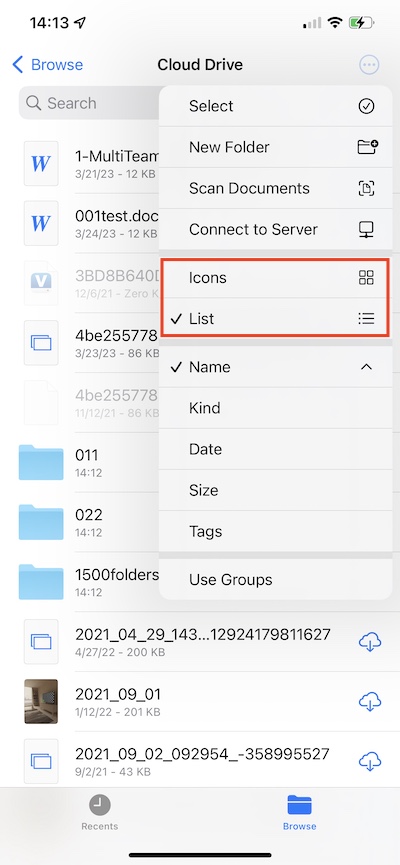 14:13
Browse
Cloud Drive
Search
Select
New Folder
Scan Documents
Connect to Server
Icons
List
Name
Kind
Date
Size
Tags
Use Groups
W
1-MultiTeam
3/21/23 - 12 KB
W
001test.doc
3/24/23 - 12 KB
V
3BD8B640D
12/6/21 - Zero K
4be255778
3/23/23 - 86 KB
4be255778
11/12/21 - 86 KB
011
14:12
022
14:12
1500folders
14:12
2021_04_29_143...12924179811627
4/27/22 - 200 KB
2021_09_01
1/12/22 - 201 KB
2021_09_02_092954_-358995527
9/2/21 - 43 KB
Recents
Browse